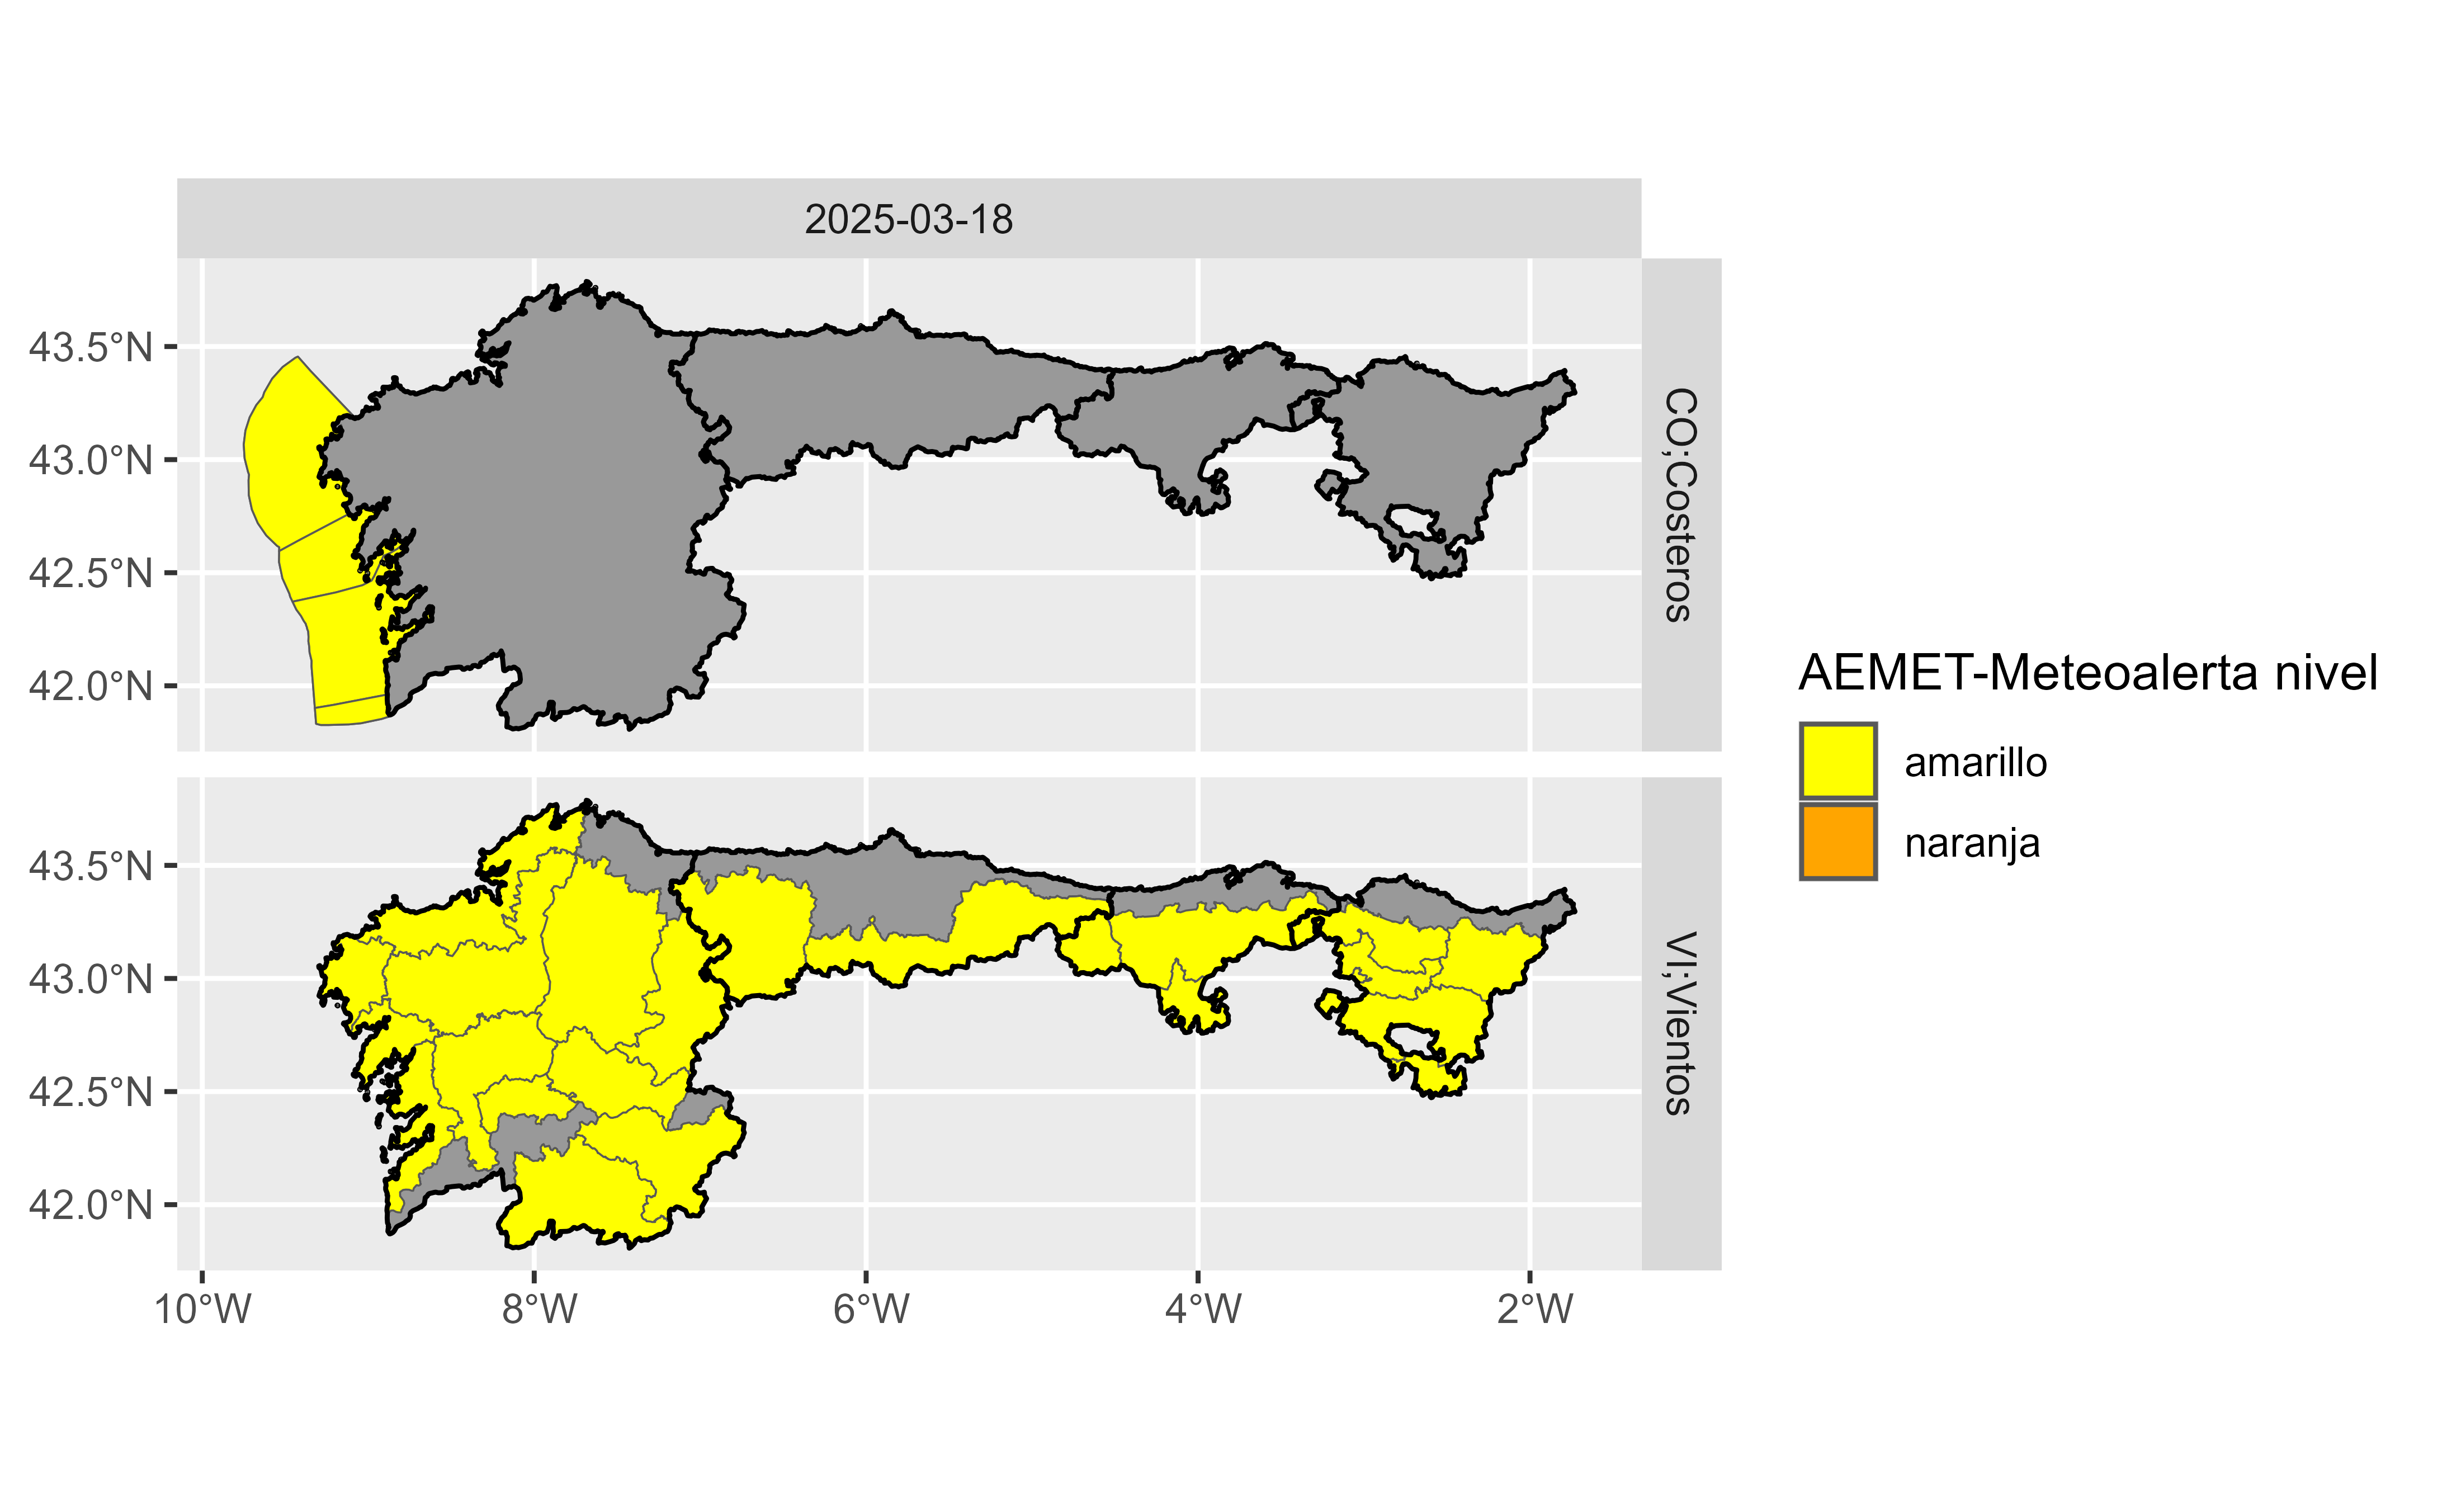 2025-03-18
43.5°N
43.0°N
42.5°N
42.0°N
CO;Costeros
43.5°N
43.0°N
42.5°N
42.0°N
VI;Vientos
10°W
8°W
6°W
4°W
2°W
AEMET-Meteoalerta nivel
amarillo
naranja